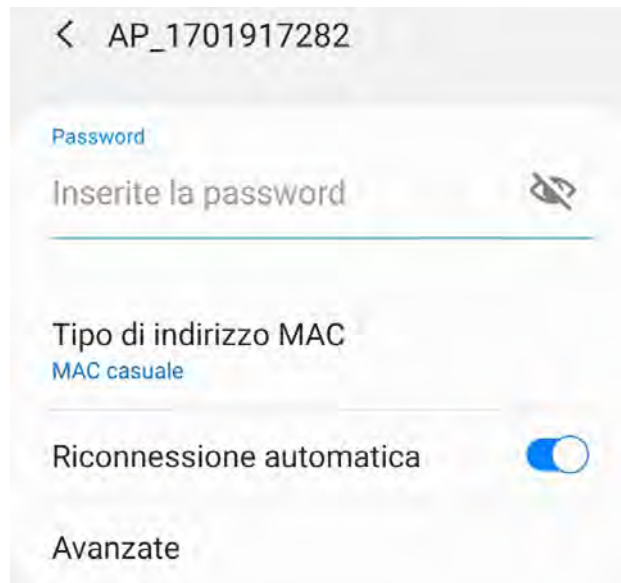 AP_1701917282
Password
Inserite la password
Tipo di indirizzo MAC
MAC casuale
Riconnessione automatica
Avanzate